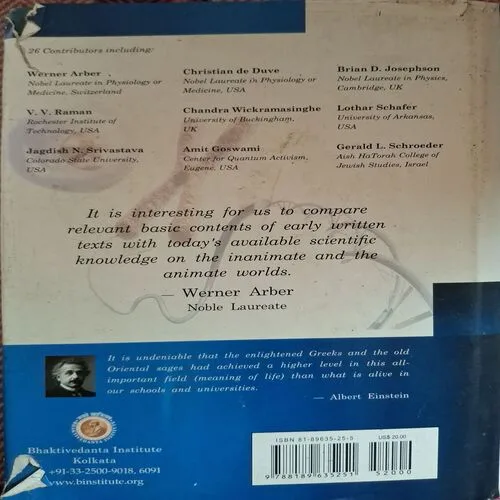 26 Contributors including:
Werner Arber
Nobel Laureate in Physiology or
Medicine, Switzerland
Christian de Duve
Nobel Laureate in Physiology or
Medicine, USA
Brian D. Josephson
Nobel Laureate in Physics,
Cambridge, UK
V. V. Raman
Rochester Institute of
Technology, USA
Chandra Wickramasinghe
University of Buckingham,
UK
Lothar Schafer
University of Arkansas,
USA
Jagdish N. Srivastava
Colorado State University,
USA
Amit Goswami
Center for Quantum Activism,
Eugene, USA
Gerald L. Schroeder
Aish HaTorah College of
Jewish Studies, Israel
It is interesting for us to compare
relevant basic contents of early written
texts with today's available scientific
knowledge on the inanimate and the
animate worlds.
— Werner Arber
Noble Laureate
It is undeniable that the enlightened Greeks and the old
Oriental sages had achieved a higher level in this all-
important field (meaning of life) than what is alive in
our schools and universities.
— Albert Einstein
Bhaktivedanta Institute
Kolkata
+91-33-2500-9018, 6091
www.binstitute.org
ISBN 81-89635-25-5
US$ 20.00
9 788189 635251
52000